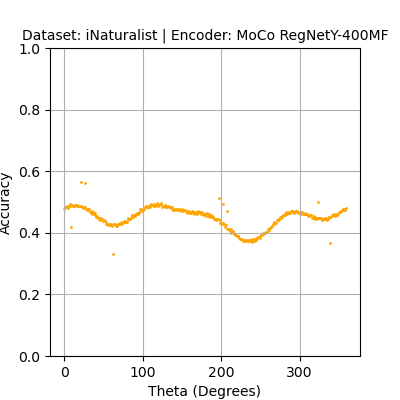 Dataset: iNaturalist | Encoder: MoCo RegNetY-400MF
1.0
0.8
0.6
0.4
0.2
0.0
Accuracy
0 100 200 300
Theta (Degrees)